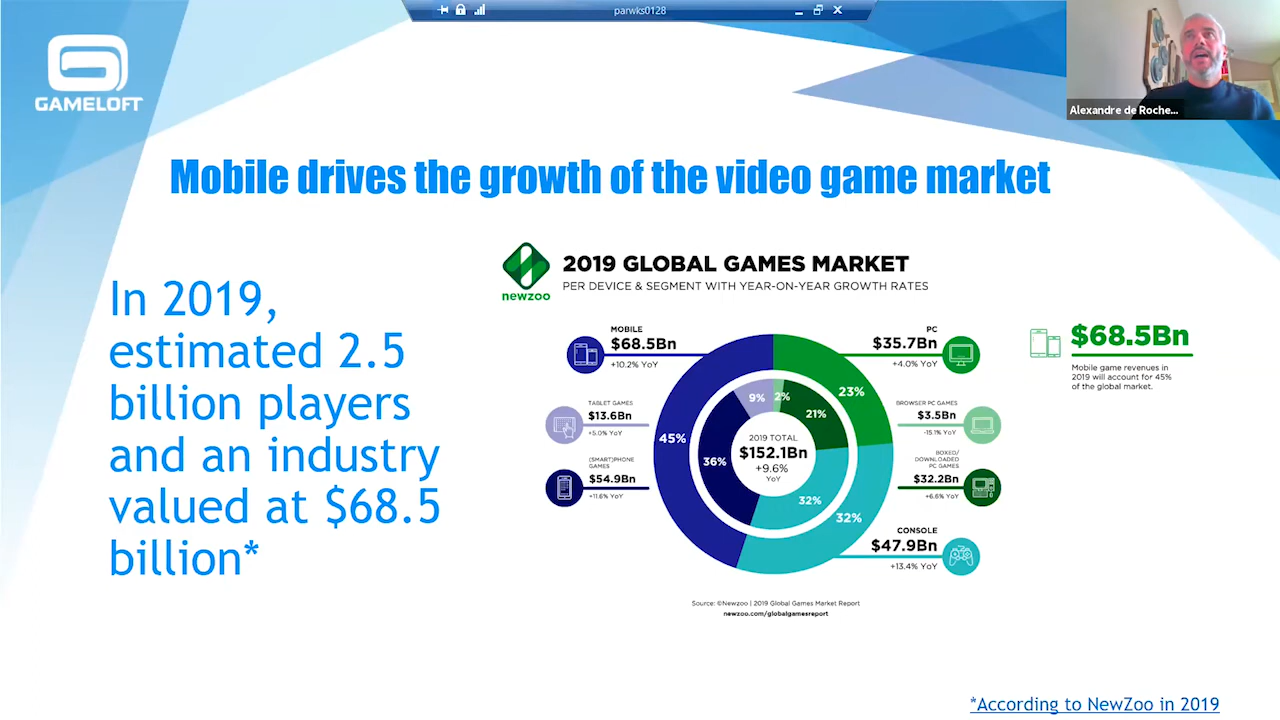 parwks0128
GAMELOFT
Alexandre de Roche...
Mobile drives the growth of the video game market
In 2019,
estimated 2.5
billion players
and an industry
valued at $68.5
billion*
newzoo
2019 GLOBAL GAMES MARKET
PER DEVICE & SEGMENT WITH YEAR-ON-YEAR GROWTH RATES
MOBILE
$68.5Bn
+10.2% YoY
TABLET GAMES
$13.6Bn
+5.0% YoY
(SMART)PHONE
GAMES
$54.9Bn
+11.6% YoY
45%
36%
9%
2%
21%
23%
32%
32%
2019 TOTAL
$152.1Bn
+9.6%
YoY
PC
$35.7Bn
+4.0% YoY
BROWSER PC GAMES
$3.5Bn
-15.1% YoY
BOXED/
DOWNLOADED
PC GAMES
$32.2Bn
+6.6% YoY
CONSOLE
$47.9Bn
+13.4% YoY
$68.5Bn
Mobile game revenues in
2019 will account for 45%
of the global market.
Source: ©Newzoo | 2019 Global Games Market Report
newzoo.com/globalgamesreport
*According to NewZoo in 2019